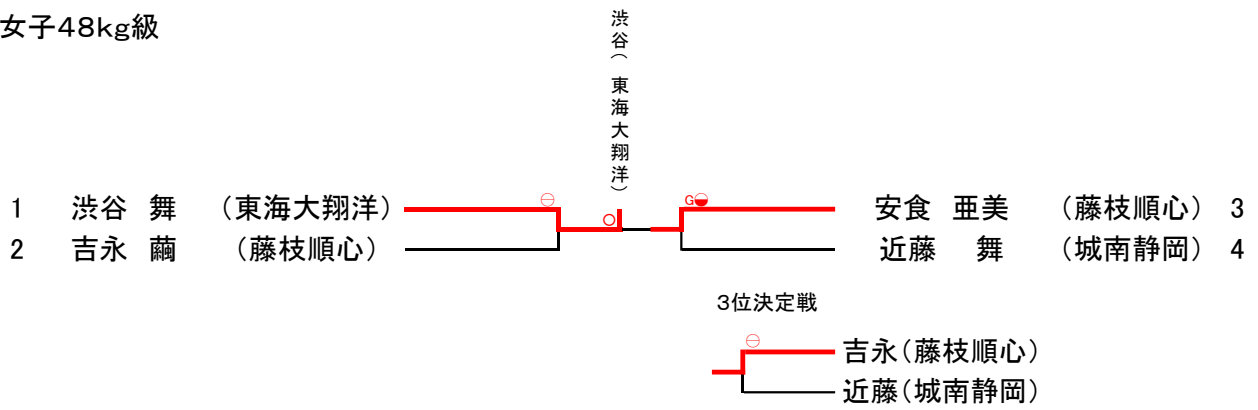 女子48kg級
渋谷（東海大翔洋）
1 渋谷 舞 （東海大翔洋）
2 吉永 繭 （藤枝順心）
G
安食 亜美 （藤枝順心） 3
近藤 舞 （城南静岡） 4
3位決定戦
吉永（藤枝順心）
近藤（城南静岡）